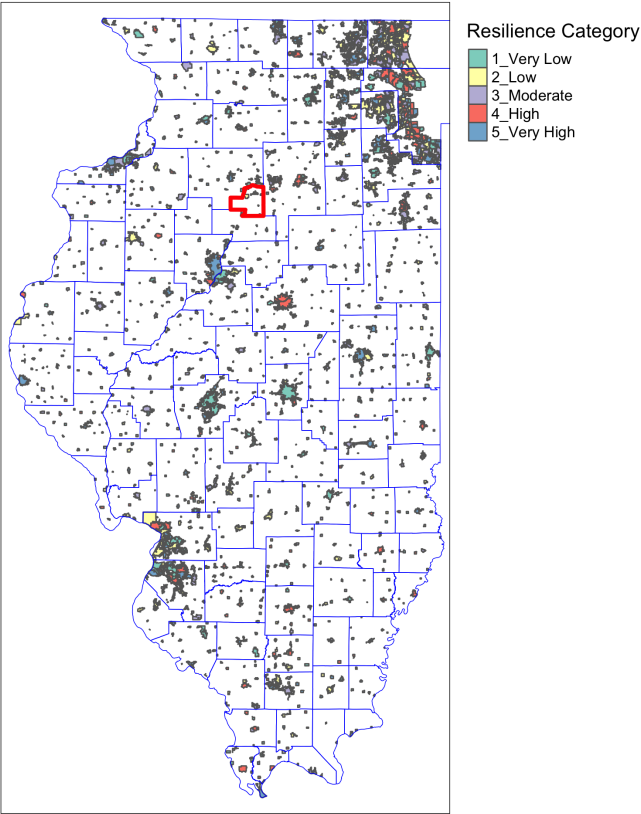 Resilience Category
1_Very Low
2_Low
3_Moderate
4_High
5_Very High